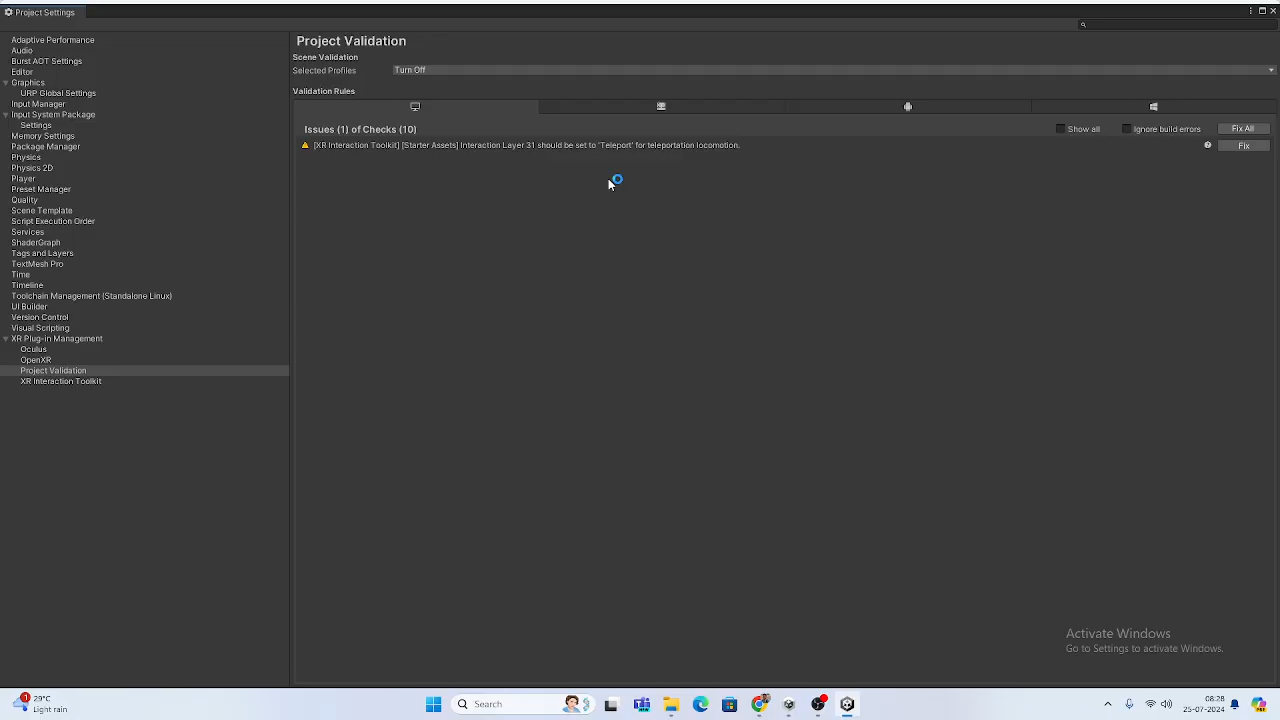 Project Settings
Adaptive Performance
Audio
Burst AOT Settings
Editor
Graphics
URP Global Settings
Input Manager
Input System Package
Settings
Memory Settings
Package Manager
Physics
Physics 2D
Player
Preset Manager
Quality
Scene Template
Script Execution Order
Services
ShaderGraph
Tags and Layers
TextMesh Pro
Time
Timeline
Toolchain Management (Standalone Linux)
UI Builder
Version Control
Visual Scripting
XR Plug-in Management
Oculus
OpenXR
Project Validation
XR Interaction Toolkit
Project Validation
Scene Validation
Selected Profiles Turn Off
Validation Rules
Issues (1) of Checks (10) Show all Ignore build errors Fix All
[XR Interaction Toolkit] [Starter Assets] Interaction Layer 31 should be set to 'Teleport' for teleportation locomotion. Fix
Activate Windows
Go to Settings to activate Windows.
1
29°C
Light rain
Search
08:28
25-07-2024